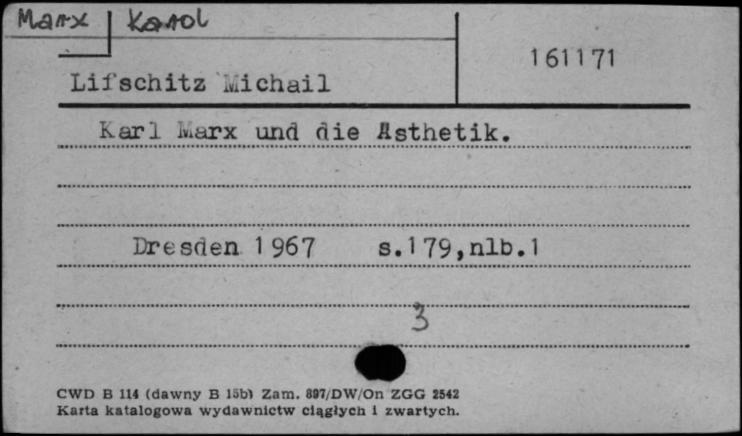 Marx Karol
161171
Lifschitz Michail
Karl Marx und die Asthetik.
Dresden 1967 s.179,nlb.1
3
CWD B 114 (dawny B 15b) Zam. 897/DW/On ZGG 2542
Karta katalogowa wydawnictw ciągłych i zwartych.